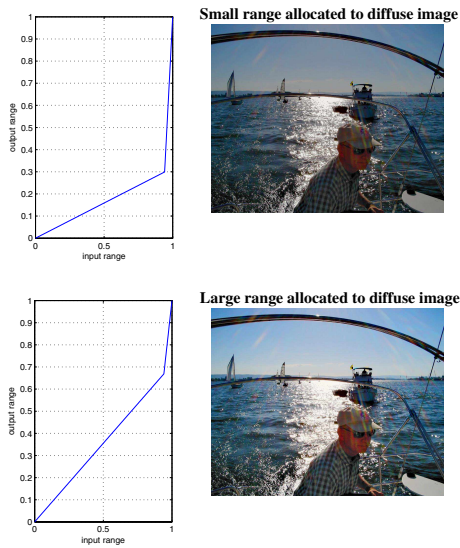 Small range allocated to diffuse image
1
0.9
0.8
0.7
0.6
0.5
0.4
0.3
0.2
0.1
0
0 0.5 1
output range
input range
Large range allocated to diffuse image
1
0.9
0.8
0.7
0.6
0.5
0.4
0.3
0.2
0.1
0
0 0.5 1
output range
input range